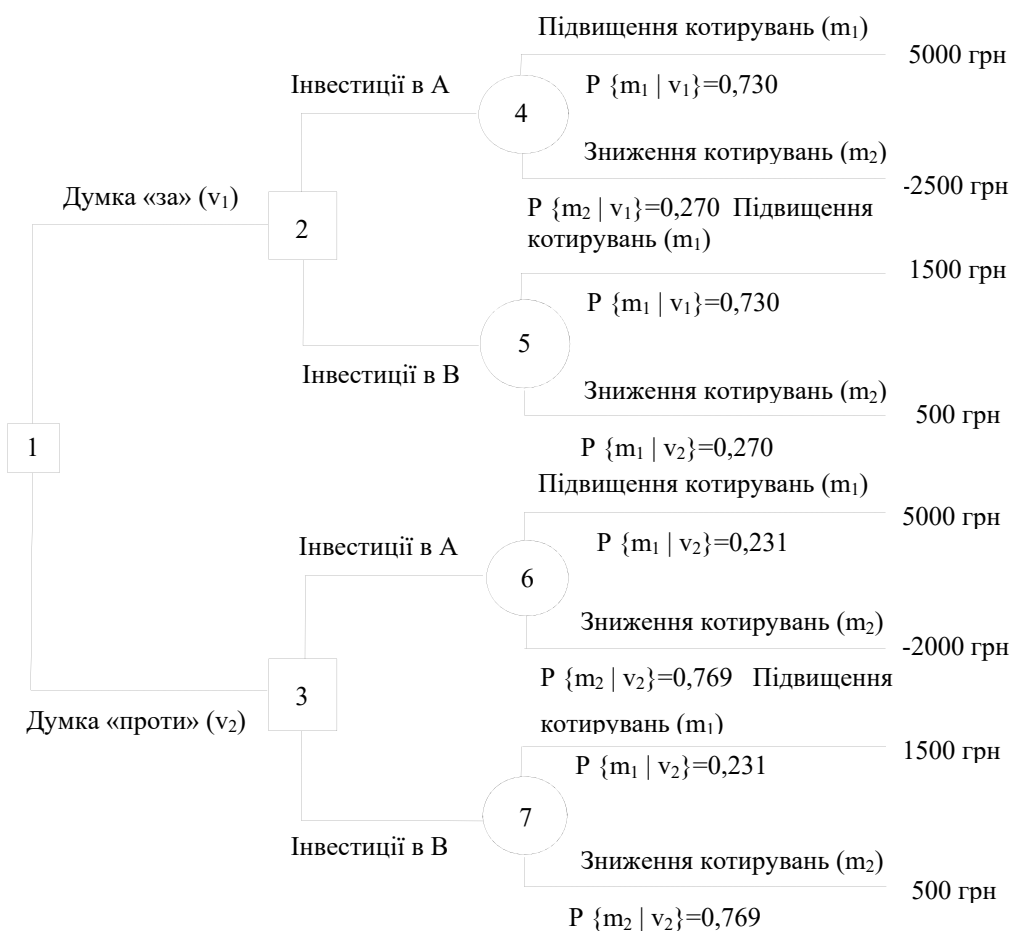 Підвищення котирувань (m₁)
5000 грн
Інвестиції в А
P {m₁ | v₁}=0,730
4
Зниження котирувань (m₂)
Думка «за» (v₁)
-2500 грн
P {m₂ | v₁}=0,270 Підвищення
котирувань (m₁)
2
1500 грн
P {m₁ | v₁}=0,730
5
Інвестиції в В
Зниження котирувань (m₂)
500 грн
1
P {m₁ | v₂}=0,270
Підвищення котирувань (m₁)
5000 грн
Інвестиції в А
P {m₁ | v₂}=0,231
6
Зниження котирувань (m₂)
-2000 грн
P {m₂ | v₂}=0,769 Підвищення
3
Думка «проти» (v₂)
котирувань (m₁)
1500 грн
P {m₁ | v₂}=0,231
7
Інвестиції в В
Зниження котирувань (m₂)
500 грн
P {m₂ | v₂}=0,769